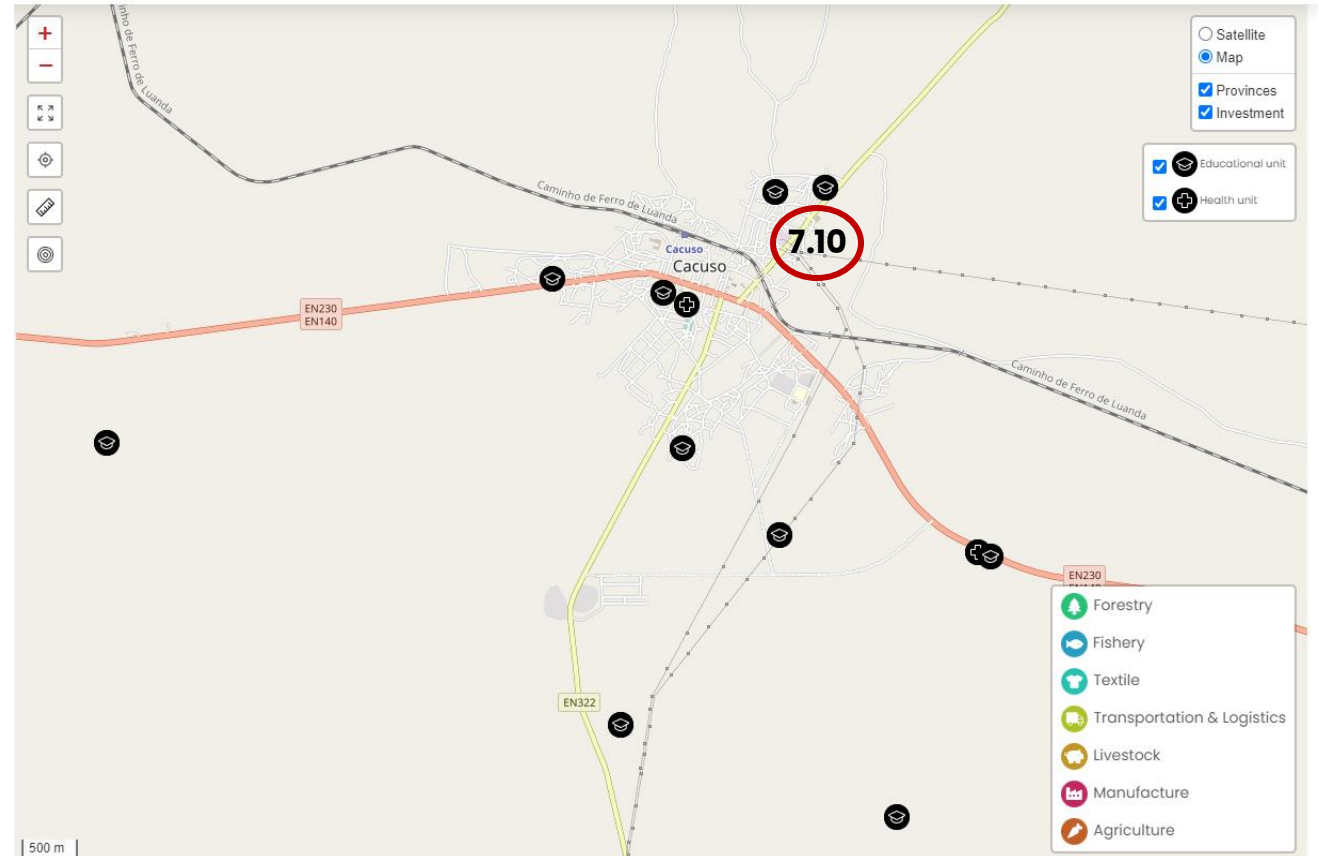 +
−
Satellite
Map
Provinces
Investment
Educational unit
Health unit
Caminho de Ferro de Luanda
Caminho de Ferro de Luanda
7.10
Cacuso
Cacuso
EN230
EN140
Caminho de Ferro de Luanda
EN230
EN322
Forestry
Fishery
Textile
Transportation & Logistics
Livestock
Manufacture
Agriculture
500 m